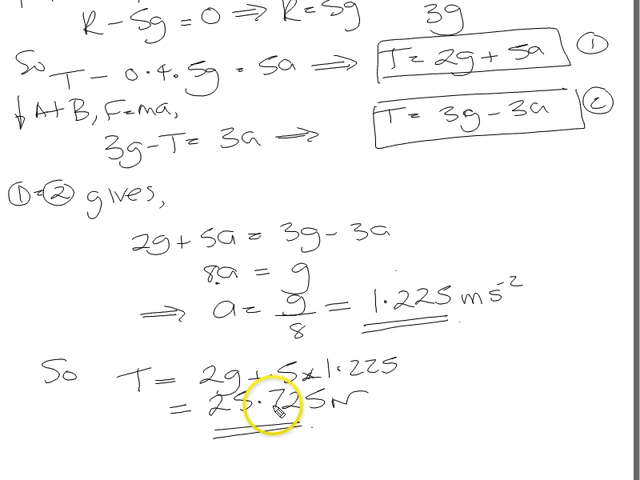 R - 5g = 0 ⇒ R = 5g 3g
So T - 0.4.5g = 5a ⇒ T = 2g + 5a ①
↓ A+B, F=ma, T = 3g - 3a ②
3g - T = 3a ⇒
① = ② gives,
2g + 5a = 3g - 3a
8a = g
⇒ a = g/8 = 1.225 ms⁻²
So T = 2g + 5 × 1.225
= 25.725 N